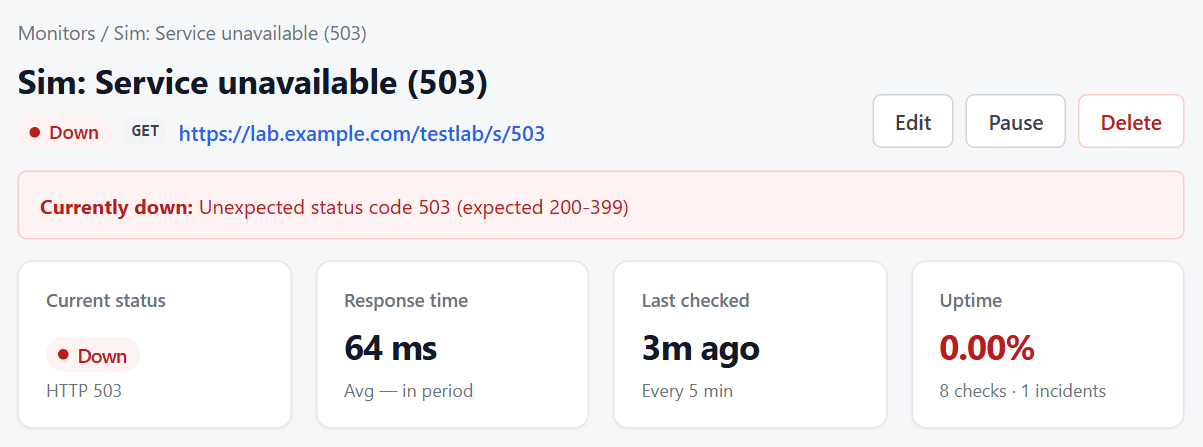 Monitors / Sim: Service unavailable (503)
Sim: Service unavailable (503)
Down GET https://lab.example.com/testlab/s/503
Edit Pause Delete
Currently down: Unexpected status code 503 (expected 200-399)
Current status
Down
HTTP 503
Response time
64 ms
Avg — in period
Last checked
3m ago
Every 5 min
Uptime
0.00%
8 checks · 1 incidents